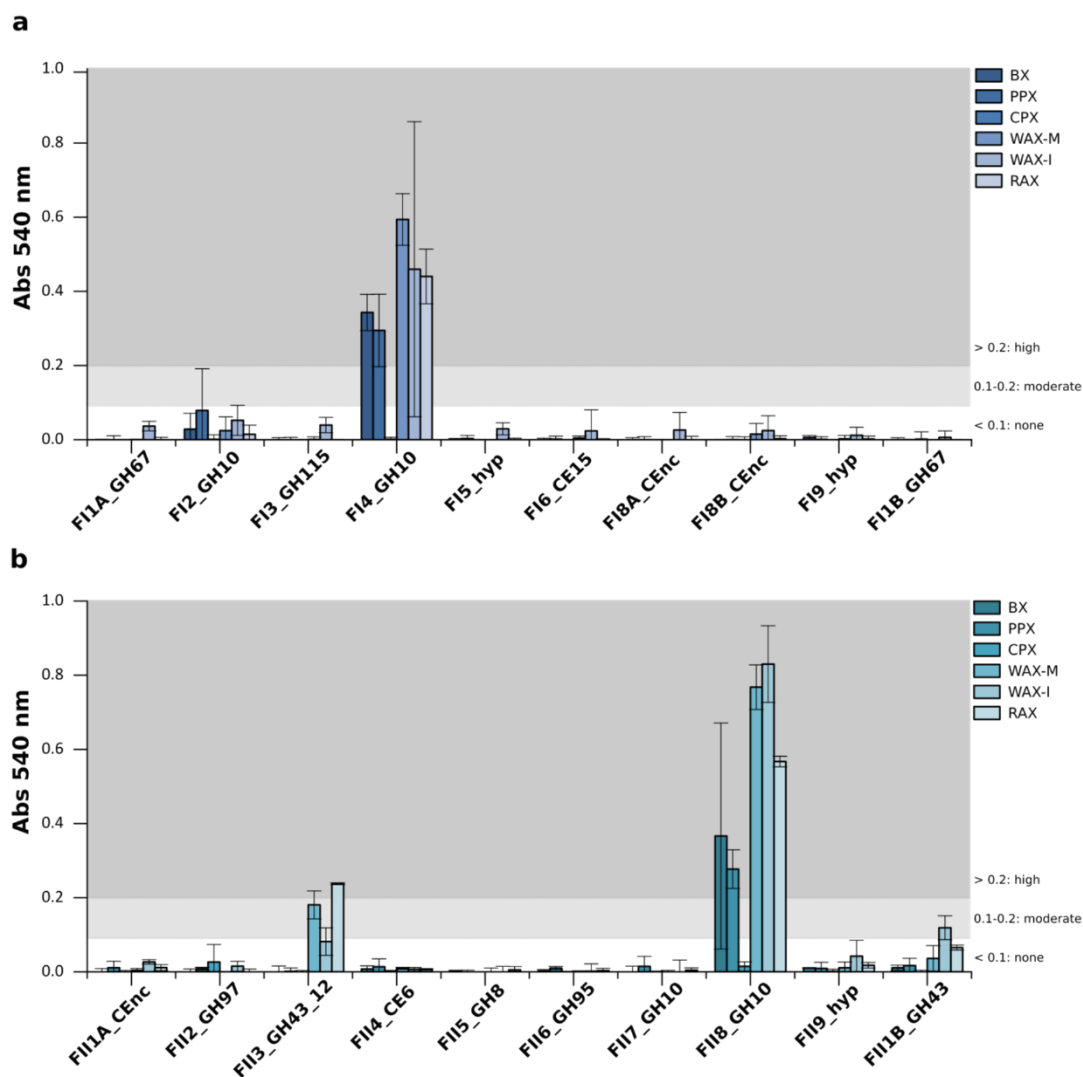 a
Abs 540 nm
1.0
0.8
0.6
0.4
0.2
0.0
BX
PPX
CPX
WAX-M
WAX-I
RAX
> 0.2: high
0.1-0.2: moderate
< 0.1: none
FI1A_GH67
FI2_GH10
FI3_GH115
FI4_GH10
FI5_hyp
FI6_CE15
FI8A_CEnc
FI8B_CEnc
FI9_hyp
FI1B_GH67
b
Abs 540 nm
1.0
0.8
0.6
0.4
0.2
0.0
BX
PPX
CPX
WAX-M
WAX-I
RAX
> 0.2: high
0.1-0.2: moderate
< 0.1: none
FII1A_CEnc
FII2_GH97
FII3_GH43_12
FII4_CE6
FII5_GH8
FII6_GH95
FII7_GH10
FII8_GH10
FII9_hyp
FII1B_GH43